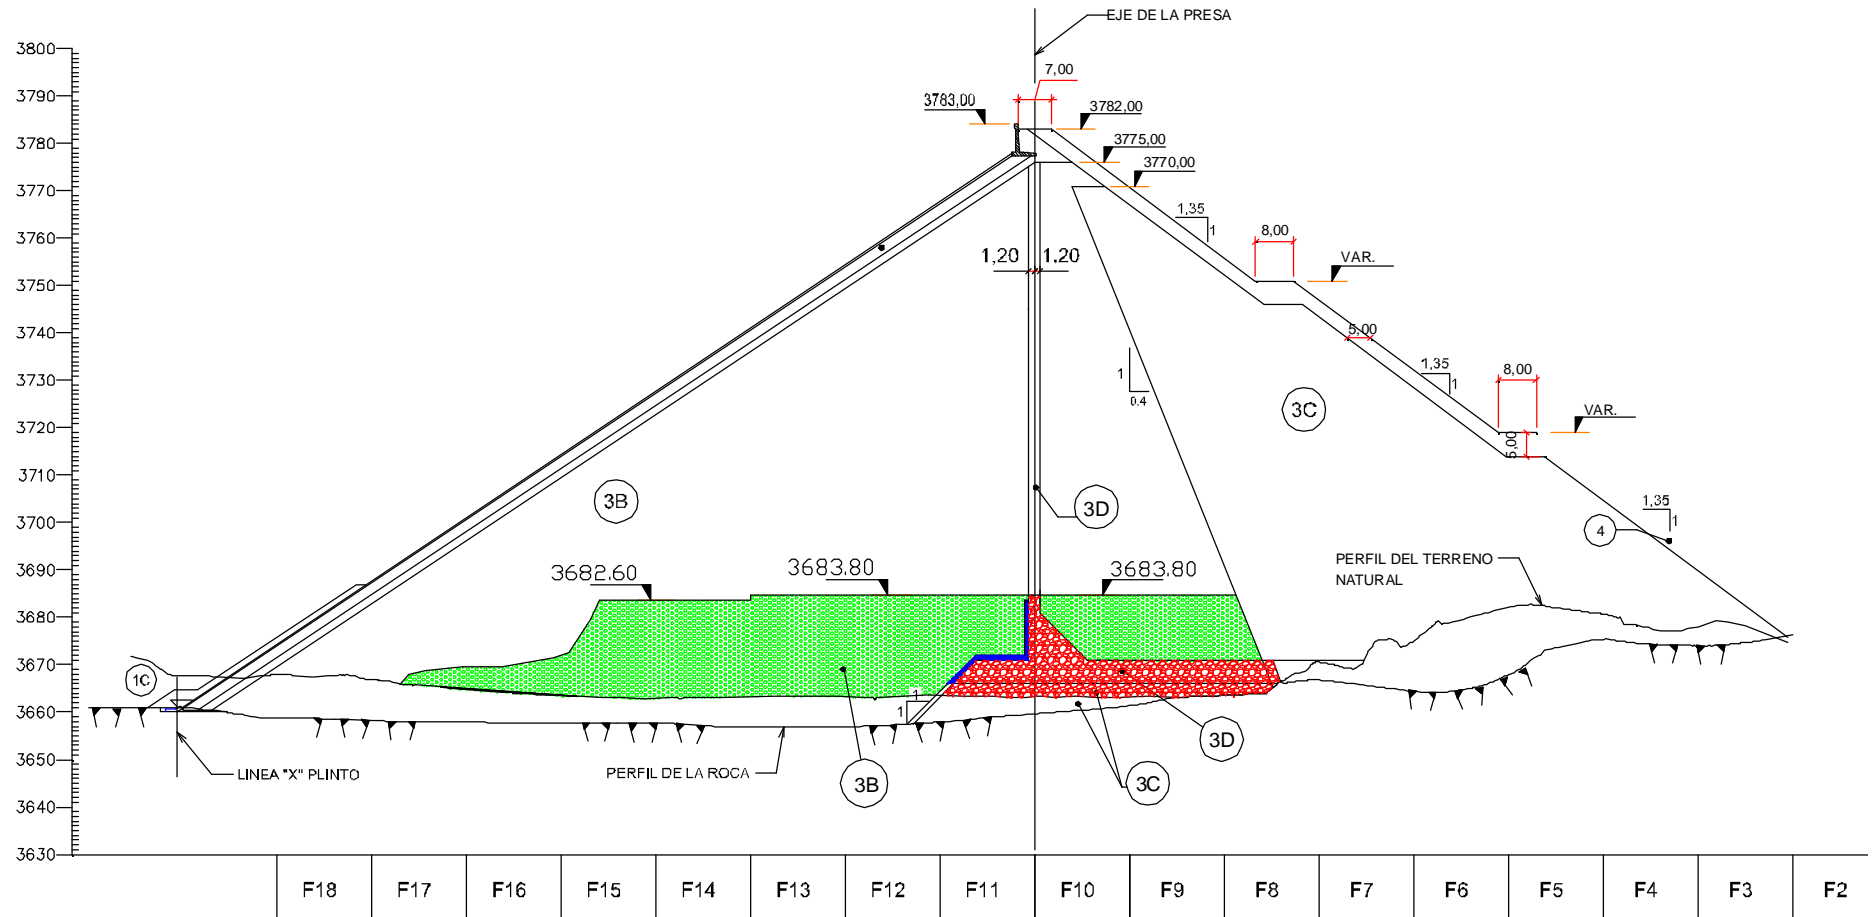 EJE DE LA PRESA
3800
7,00
3790
3783,00
3782,00
3780
3775,00
3770,00
3770
1,35
1
3760
8,00
1,20
1,20
VAR.
3750
3740
5,00
3730
1
0.4
1,35
1
8,00
3C
3720
VAR.
5,00
3710
3B
3D
3700
1,35
1
4
3690
PERFIL DEL TERRENO
NATURAL
3682.60
3683.80
3683.80
3680
3670
1C
3660
1
1
3650
3D
LINEA "X" PLINTO
PERFIL DE LA ROCA
3B
3C
3640
3630
F18
F17
F16
F15
F14
F13
F12
F11
F10
F9
F8
F7
F6
F5
F4
F3
F2